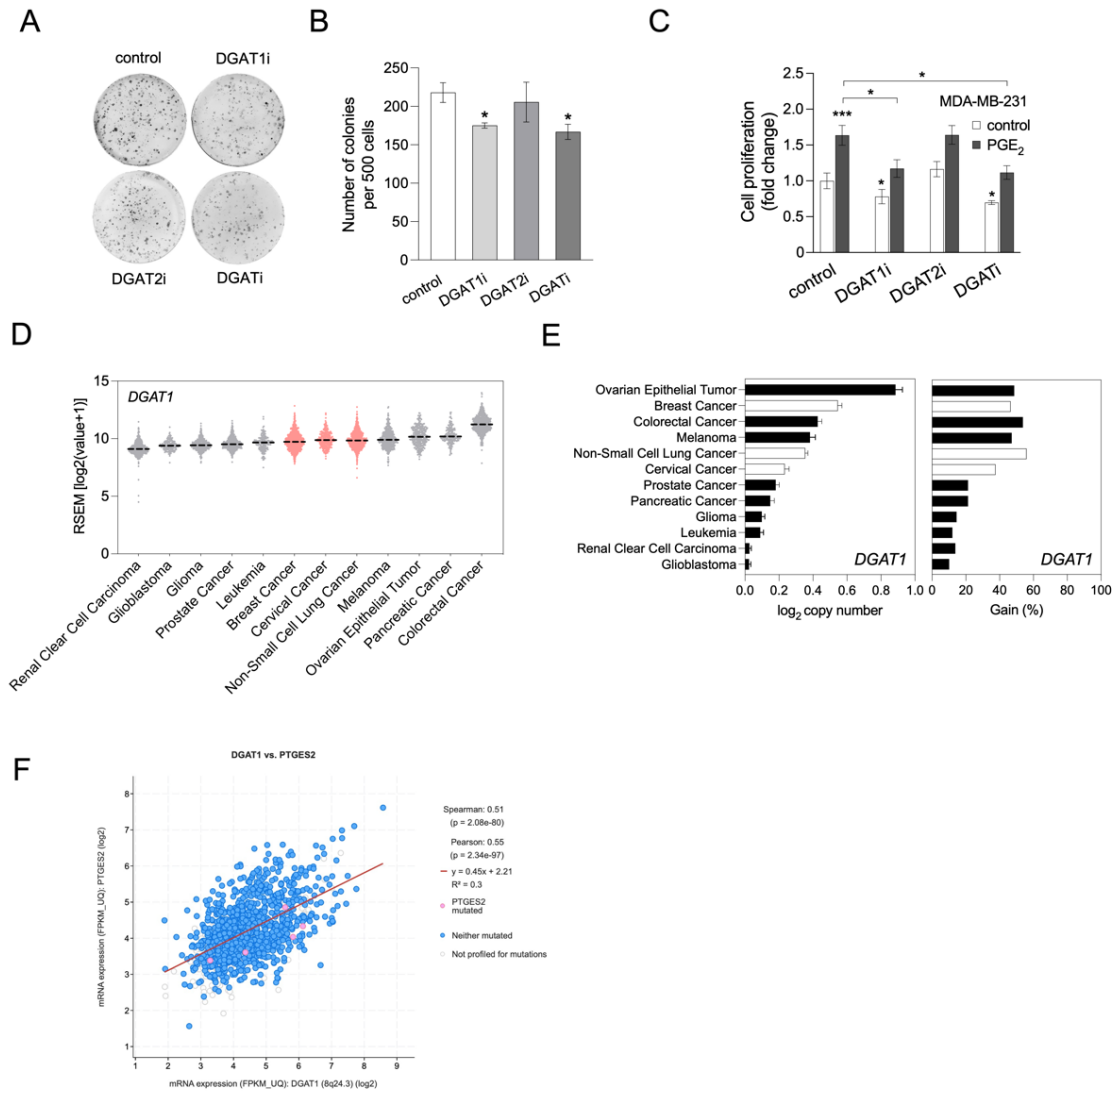 A
control
DGAT1i
DGAT2i
DGATi
B
Number of colonies
per 500 cells
250
200
150
100
50
0
*
*
control
DGAT1i
DGAT2i
DGATi
C
Cell proliferation
(fold change)
2.5
2.0
1.5
1.0
0.5
0
*
*
MDA-MB-231
control
PGE2
***
*
*
control
DGAT1i
DGAT2i
DGATi
D
DGAT1
RSEM [log2(value+1)]
15
10
5
0
Renal Clear Cell Carcinoma
Glioblastoma
Glioma
Prostate Cancer
Leukemia
Breast Cancer
Cervical Cancer
Non-Small Cell Lung Cancer
Melanoma
Ovarian Epithelial Tumor
Pancreatic Cancer
Colorectal Cancer
E
Ovarian Epithelial Tumor
Breast Cancer
Colorectal Cancer
Melanoma
Non-Small Cell Lung Cancer
Cervical Cancer
Prostate Cancer
Pancreatic Cancer
Glioma
Leukemia
Renal Clear Cell Carcinoma
Glioblastoma
DGAT1
0.0 0.2 0.4 0.6 0.8 1.0
log2 copy number
DGAT1
0 20 40 60 80 100
Gain (%)
F
DGAT1 vs. PTGES2
mRNA expression (FPKM_UQ): PTGES2 (log2)
8
7
6
5
4
3
2
1
1 2 3 4 5 6 7 8 9
mRNA expression (FPKM_UQ): DGAT1 (8q24.3) (log2)
Spearman: 0.51
(p = 2.08e-80)
Pearson: 0.55
(p = 2.34e-97)
y = 0.45x + 2.21
R² = 0.3
PTGES2
mutated
Neither mutated
Not profiled for mutations